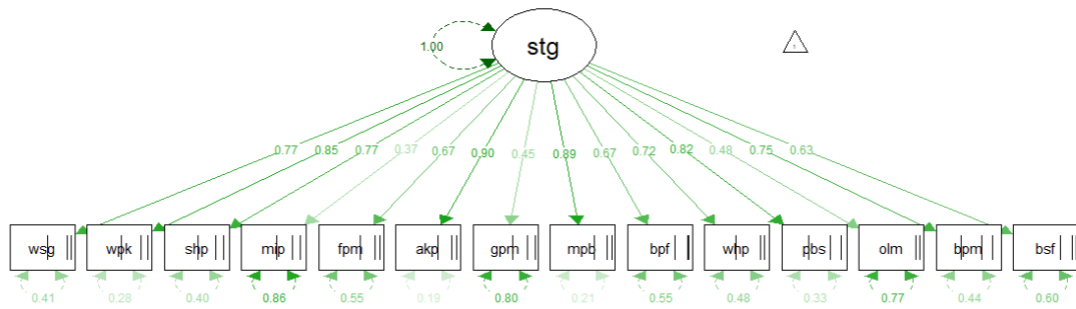 stg
1
1.00
0.77 0.85 0.77 0.37 0.67 0.90 0.45 0.89 0.67 0.72 0.82 0.48 0.75 0.63
wsg wpk shp mip fpm akp gpm mpb bpf whp pbs olm bpm bsf
0.41 0.28 0.40 0.86 0.55 0.19 0.80 0.21 0.55 0.48 0.33 0.77 0.44 0.60